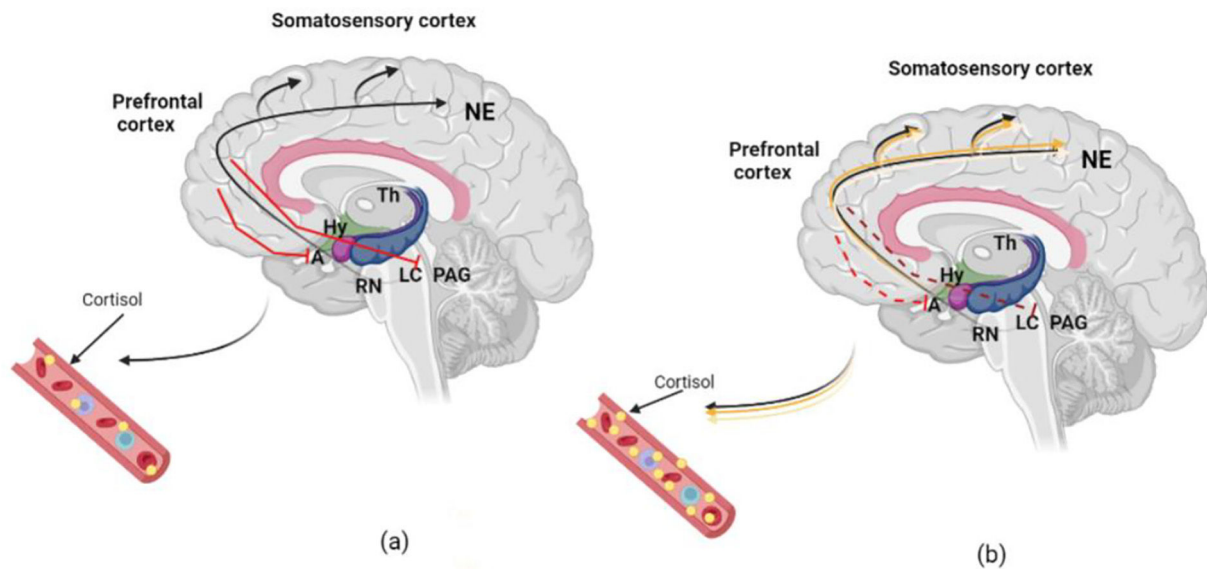 Somatosensory cortex
Prefrontal
cortex
NE
Th
Hy
A
RN
LC
PAG
Cortisol
(a)
Somatosensory cortex
Prefrontal
cortex
NE
Th
Hy
A
RN
LC
PAG
Cortisol
(b)